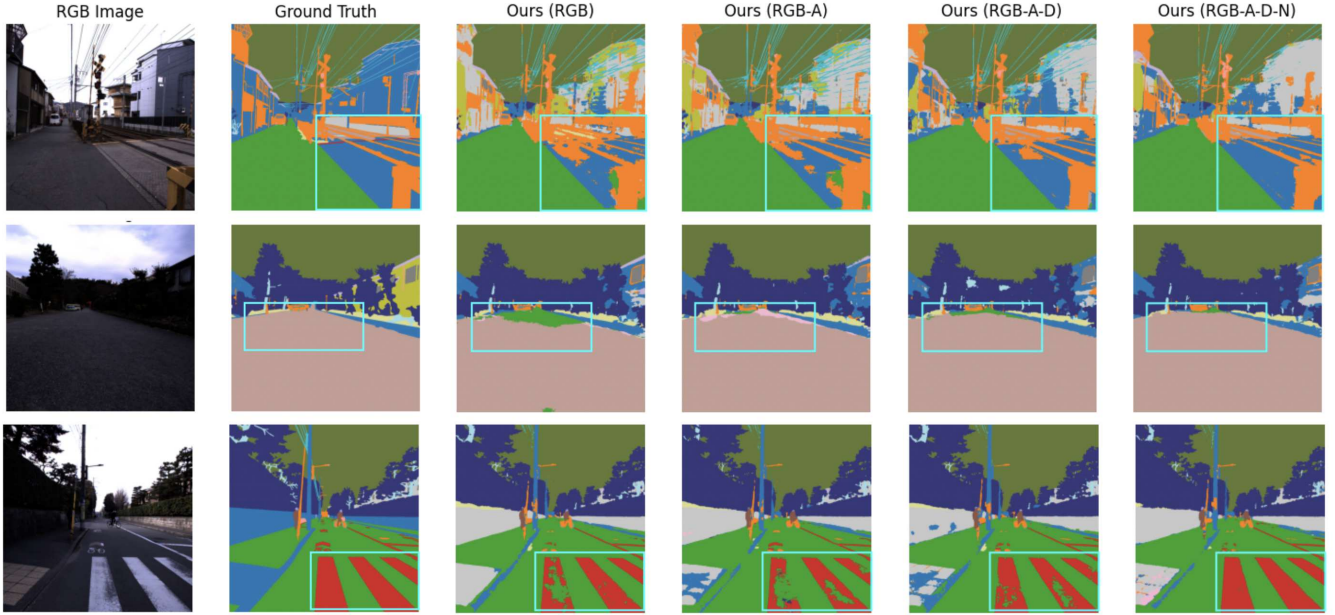 RGB Image
Ground Truth
Ours (RGB)
Ours (RGB-A)
Ours (RGB-A-D)
Ours (RGB-A-D-N)